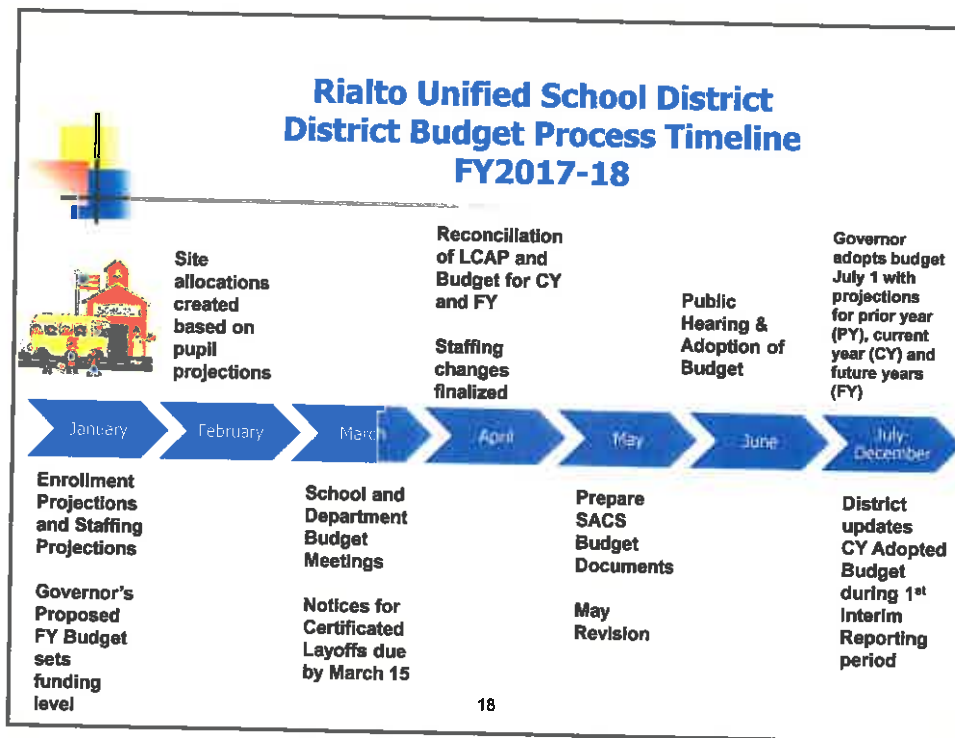 Rialto Unified School District
District Budget Process Timeline
FY2017-18
Site
allocations
created
based on
pupil
projections
Reconciliation
of LCAP and
Budget for CY
and FY
Staffing
changes
finalized
Public
Hearing &
Adoption of
Budget
Governor
adopts budget
July 1 with
projections
for prior year
(PY), current
year (CY) and
future years
(FY)
January
February
March
April
May
June
July-
December
Enrollment
Projections
and Staffing
Projections
Governor's
Proposed
FY Budget
sets
funding
level
School and
Department
Budget
Meetings
Notices for
Certificated
Layoffs due
by March 15
Prepare
SACS
Budget
Documents
May
Revision
District
updates
CY Adopted
Budget
during 1st
Interim
Reporting
period
18